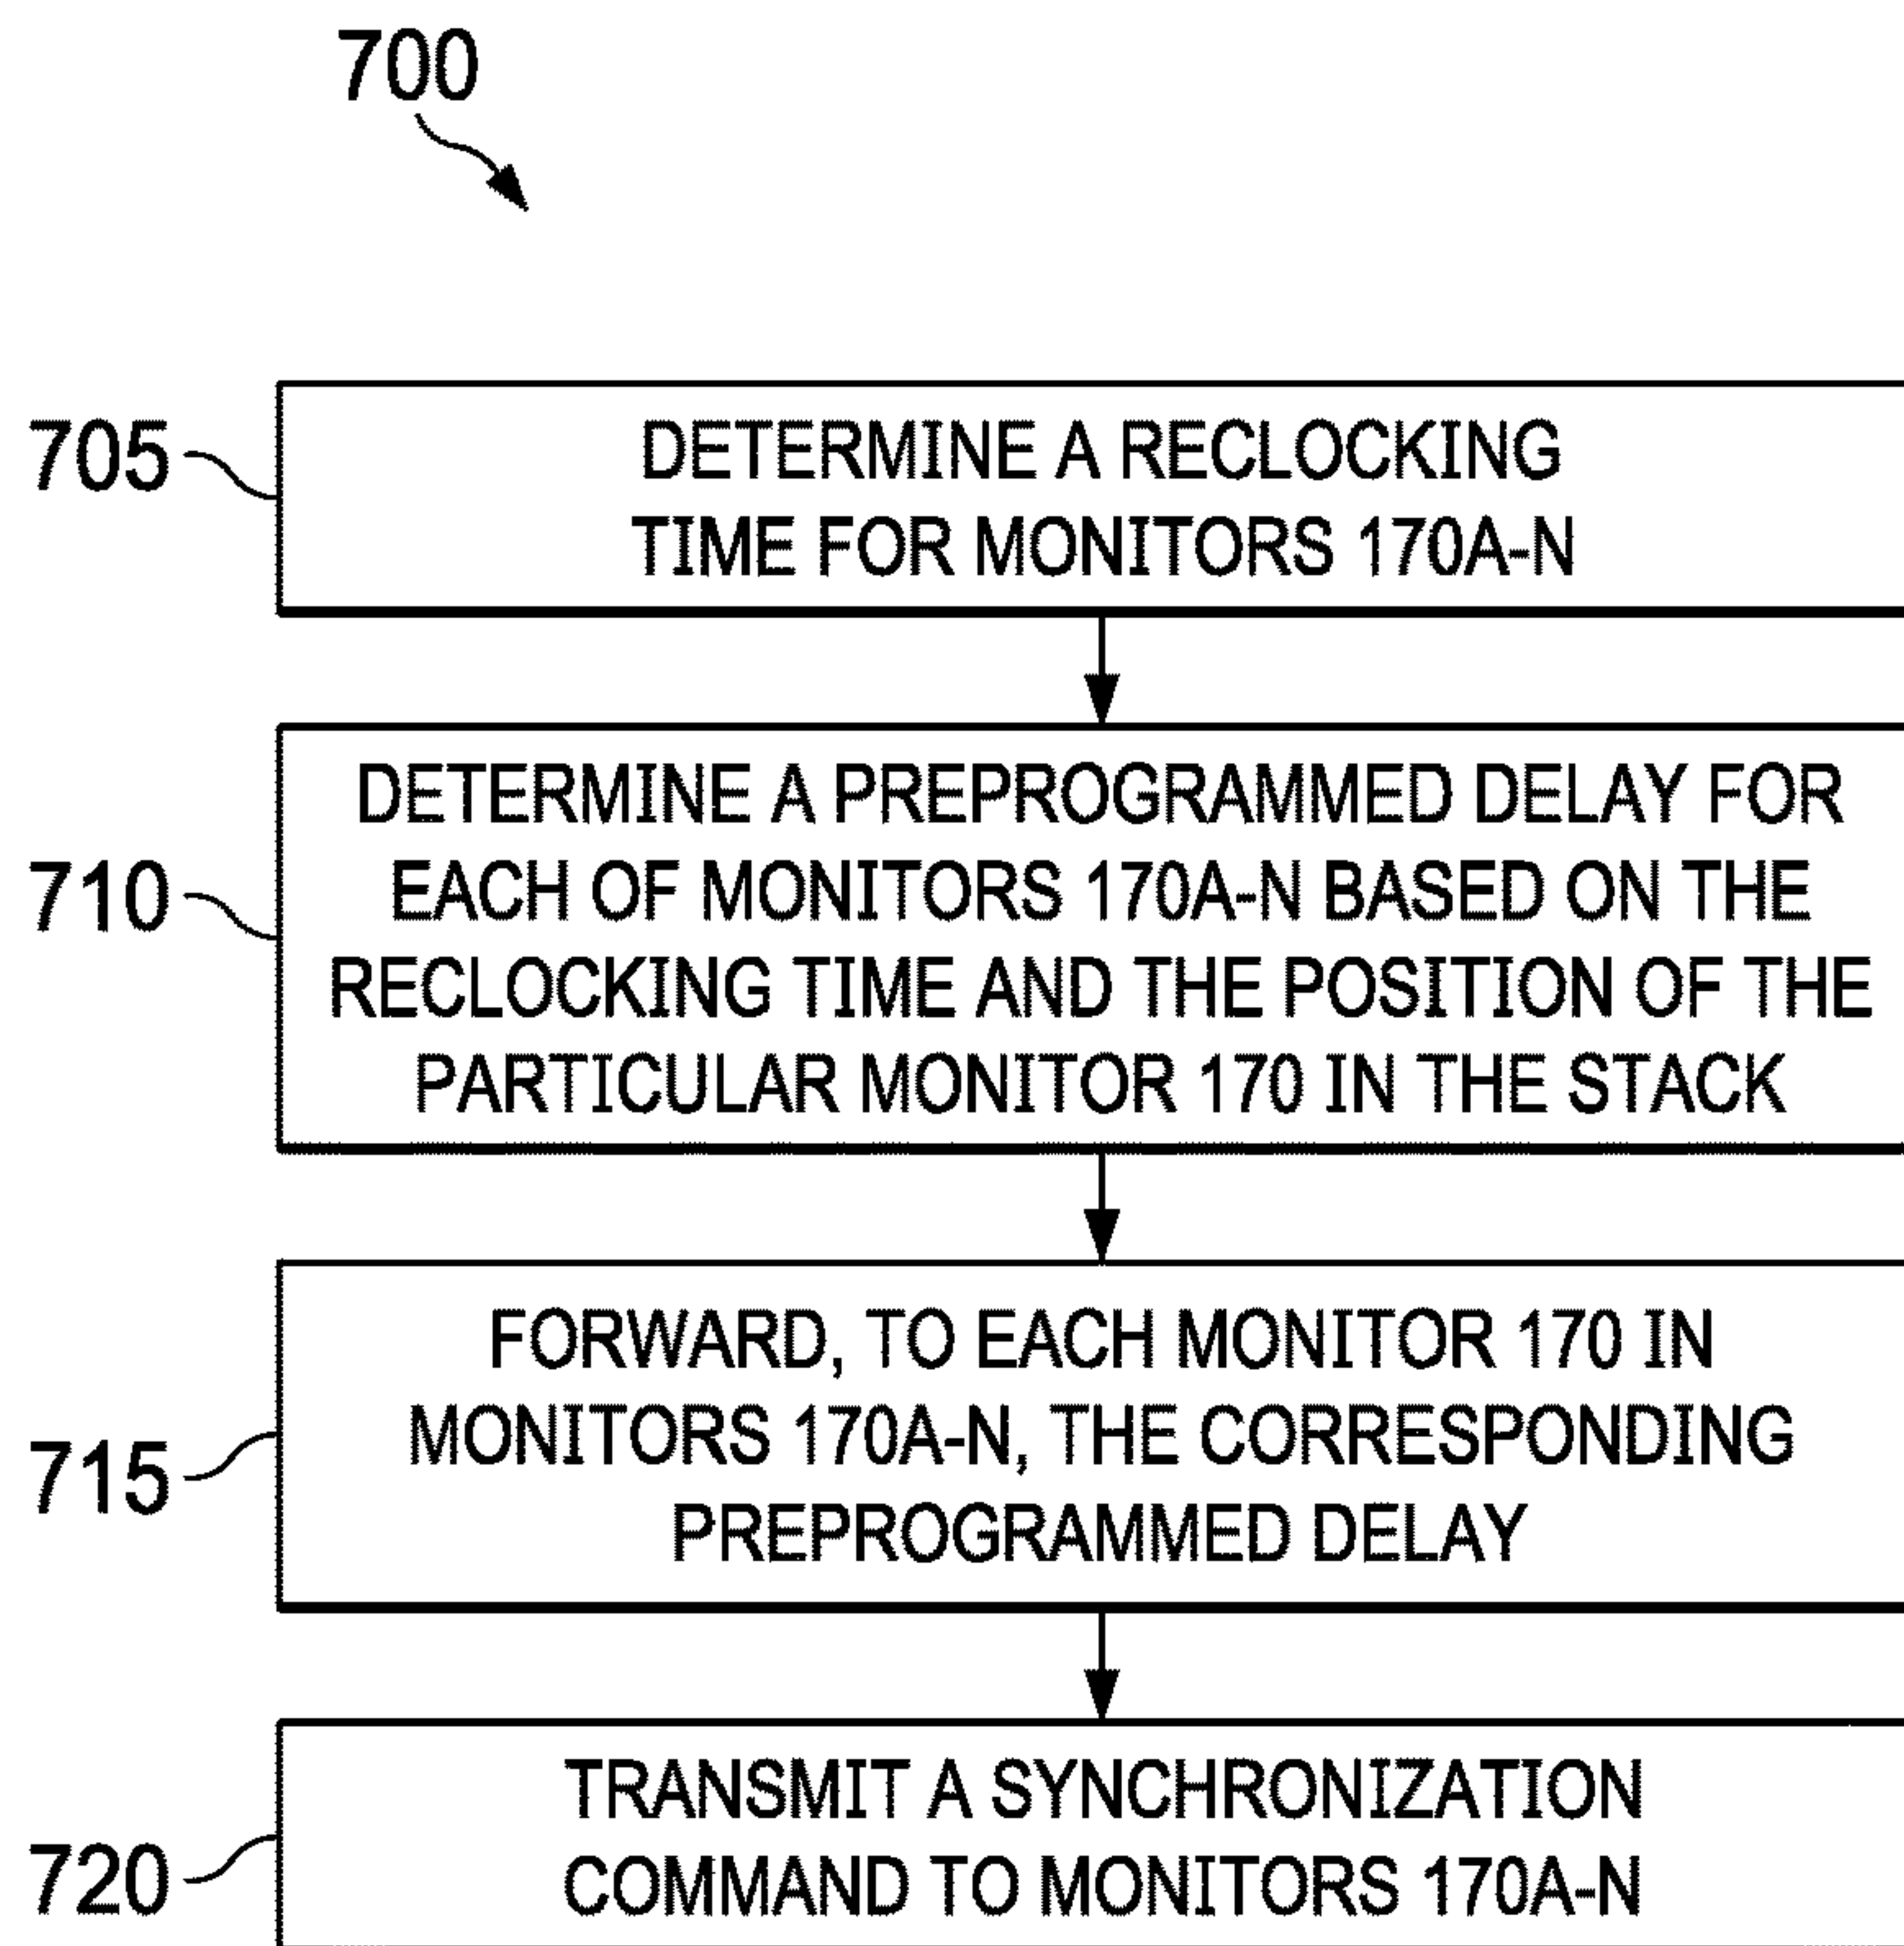 700
705
DETERMINE A RECLOCKING
TIME FOR MONITORS 170A-N
710
DETERMINE A PREPROGRAMMED DELAY FOR
EACH OF MONITORS 170A-N BASED ON THE
RECLOCKING TIME AND THE POSITION OF THE
PARTICULAR MONITOR 170 IN THE STACK
715
FORWARD, TO EACH MONITOR 170 IN
MONITORS 170A-N, THE CORRESPONDING
PREPROGRAMMED DELAY
720
TRANSMIT A SYNCHRONIZATION
COMMAND TO MONITORS 170A-N